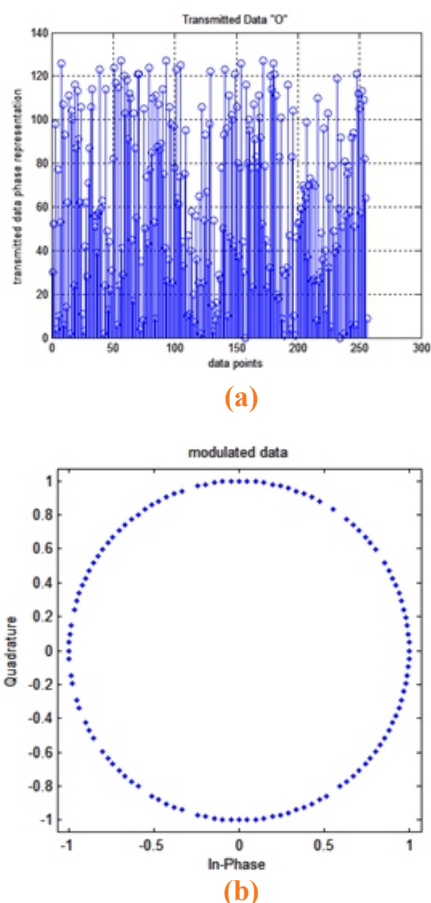 Transmitted Data "O"
140
120
100
80
60
40
20
0
transmitted data phase representation
0 50 100 150 200 250 300
data points
(a)
modulated data
1
0.8
0.6
0.4
0.2
0
-0.2
-0.4
-0.6
-0.8
-1
Quadrature
-1 -0.5 0 0.5 1
In-Phase
(b)